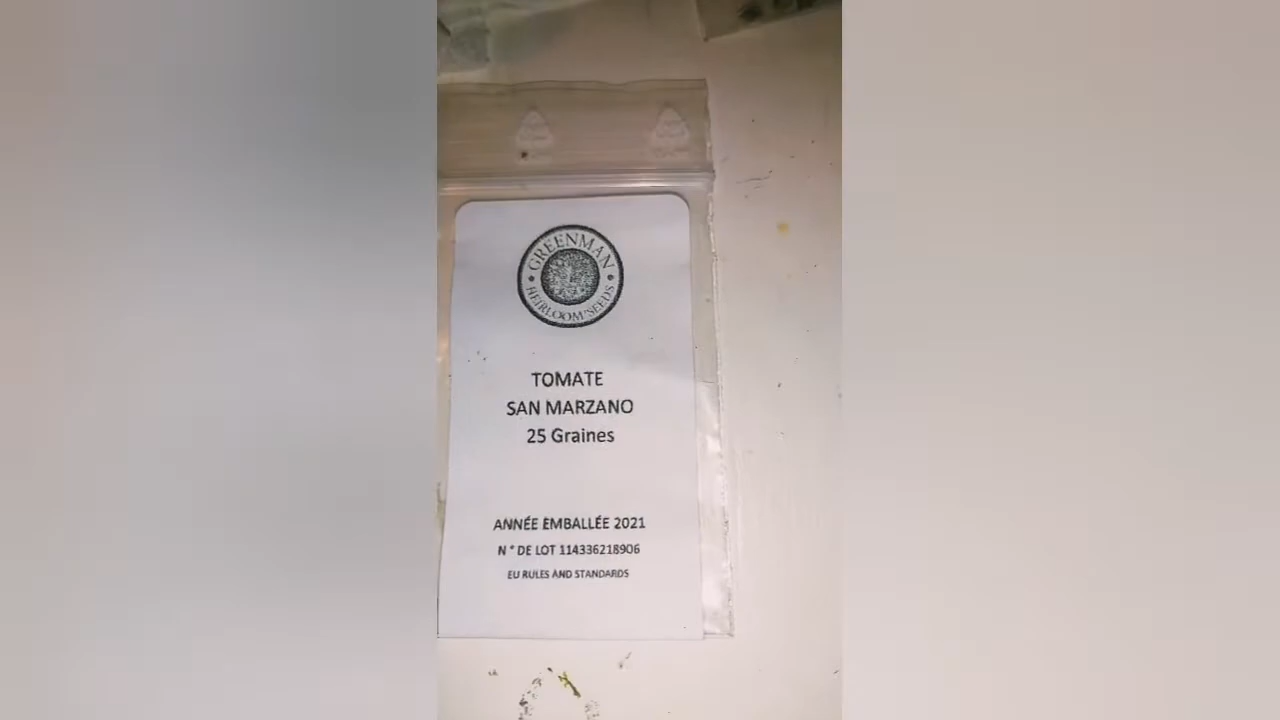 GREENMAN
HEIRLOOM SEEDS
TOMATE
SAN MARZANO
25 Graines
ANNÉE EMBALLÉE 2021
N ° DE LOT 114336218906
EU RULES AND STANDARDS